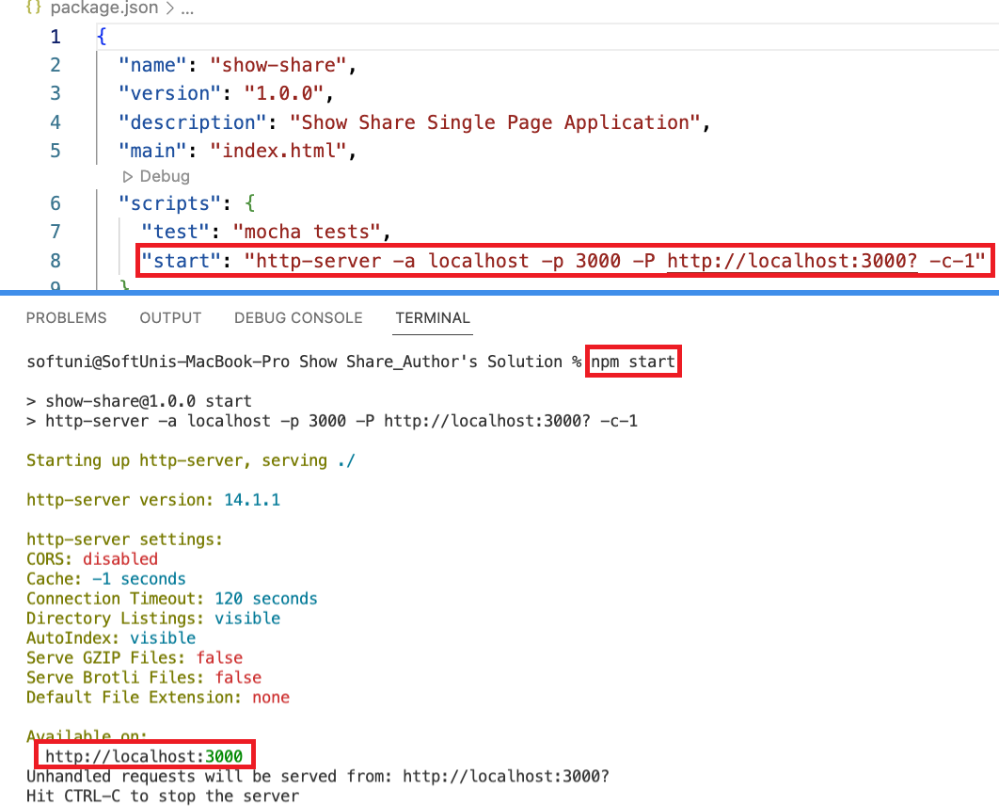 {} package.json > ...
1 {
2 "name": "show-share",
3 "version": "1.0.0",
4 "description": "Show Share Single Page Application",
5 "main": "index.html",
Debug
6 "scripts": {
7 "test": "mocha tests",
8 "start": "http-server -a localhost -p 3000 -P http://localhost:3000? -c-1"
9 }
PROBLEMS OUTPUT DEBUG CONSOLE TERMINAL
softuni@SoftUnis-MacBook-Pro Show Share_Author's Solution % npm start
> show-share@1.0.0 start
> http-server -a localhost -p 3000 -P http://localhost:3000? -c-1
Starting up http-server, serving ./
http-server version: 14.1.1
http-server settings:
CORS: disabled
Cache: -1 seconds
Connection Timeout: 120 seconds
Directory Listings: visible
AutoIndex: visible
Serve GZIP Files: false
Serve Brotli Files: false
Default File Extension: none
Available on:
http://localhost:3000
Unhandled requests will be served from: http://localhost:3000?
Hit CTRL-C to stop the server